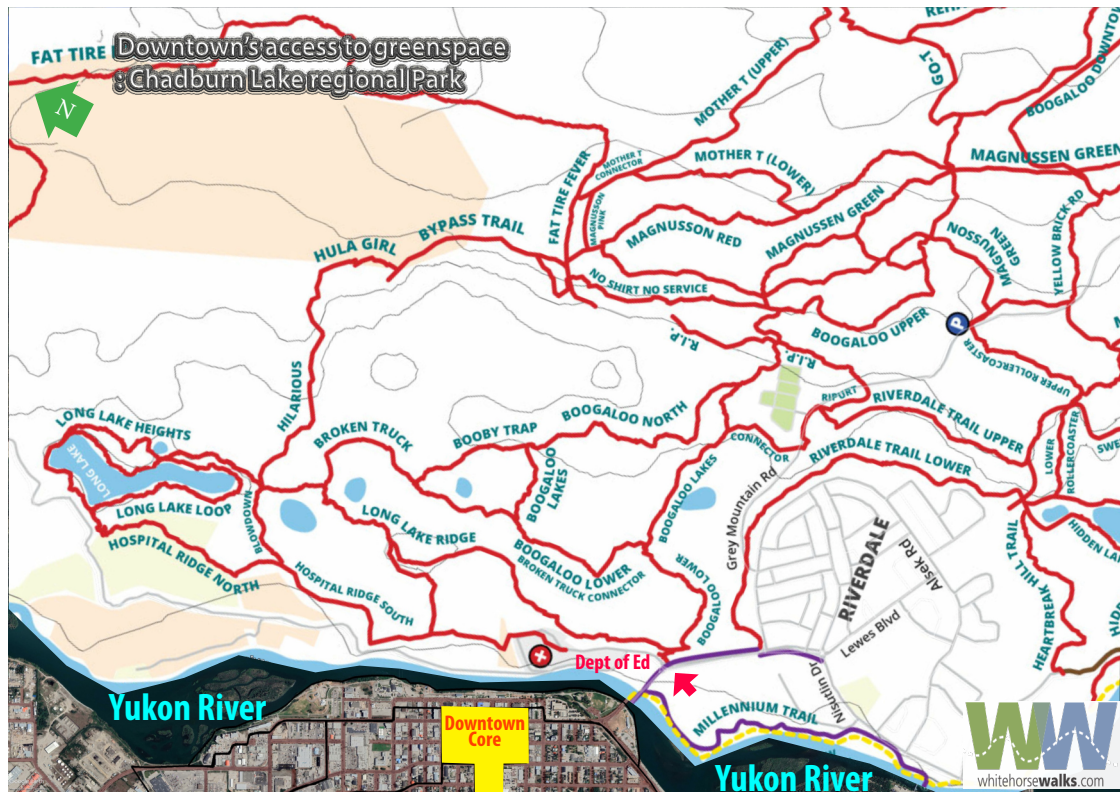 FAT TIRE
Downtown's access to greenspace
: Chadburn Lake regional Park
N
MOTHER T (UPPER)
GO-T
BOOGALOO DOWNTO
MOTHER T CONNECTOR
MOTHER T (LOWER)
MAGNUSSEN GREEN
FAT TIRE FEVER
MAGNUSSON PINK
MAGNUSSON RED
MAGNUSSEN GREEN
MAGNUSSON GREEN
YELLOW BRICK RD
HULA GIRL
BYPASS TRAIL
NO SHIRT NO SERVICE
R.I.P.
BOOGALOO UPPER
P
R.I.P.
UPPER ROLLERCOASTER
RIPURT
HILARIOUS
LONG LAKE HEIGHTS
LONG LAKE
LONG LAKE LOOP
BROKEN TRUCK
BOOBY TRAP
BOOGALOO NORTH
BOOGALOO LAKES
CONNECTOR
RIVERDALE TRAIL UPPER
RIVERDALE TRAIL LOWER
LOWER ROLLERCOASTER
SWE
BLOWDOWN
LONG LAKE RIDGE
BOOGALOO LAKES
Grey Mountain Rd
HOSPITAL RIDGE NORTH
HOSPITAL RIDGE SOUTH
BOOGALOO LOWER
BROKEN TRUCK CONNECTOR
BOOGALOO LOWER
RIVERDALE
Alsek Rd
Lewes Blvd
Nisutlin Dr
HEARTBREAK HILL TRAIL
HIDDEN LA
Dept of Ed
MILLENNIUM TRAIL
Yukon River
Downtown
Core
Yukon River
WW
whitehorsewalks.com